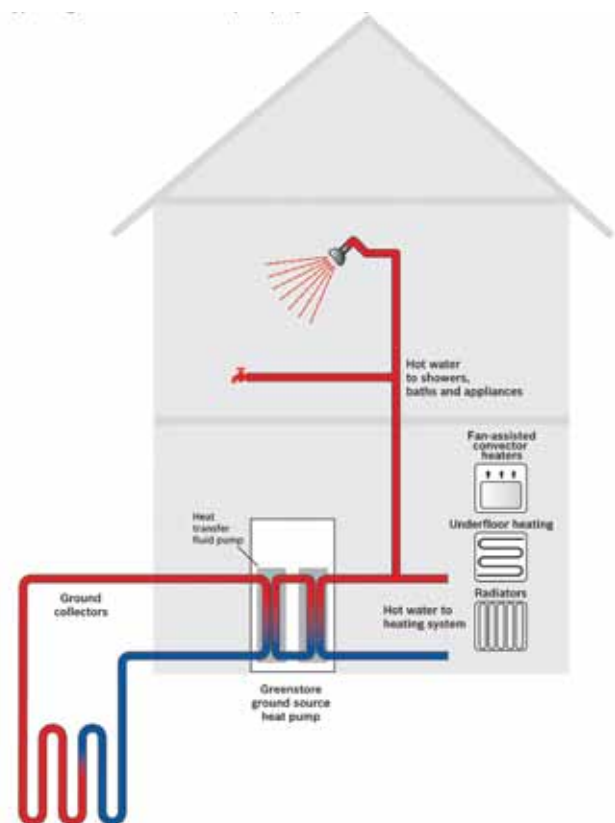 Hot water
to showers,
baths and appliances
Fan-assisted
convector
heaters
Underfloor heating
Radiators
Heat
transfer
fluid pump
Ground
collectors
Hot water to
heating system
Greenstore
ground source
heat pump